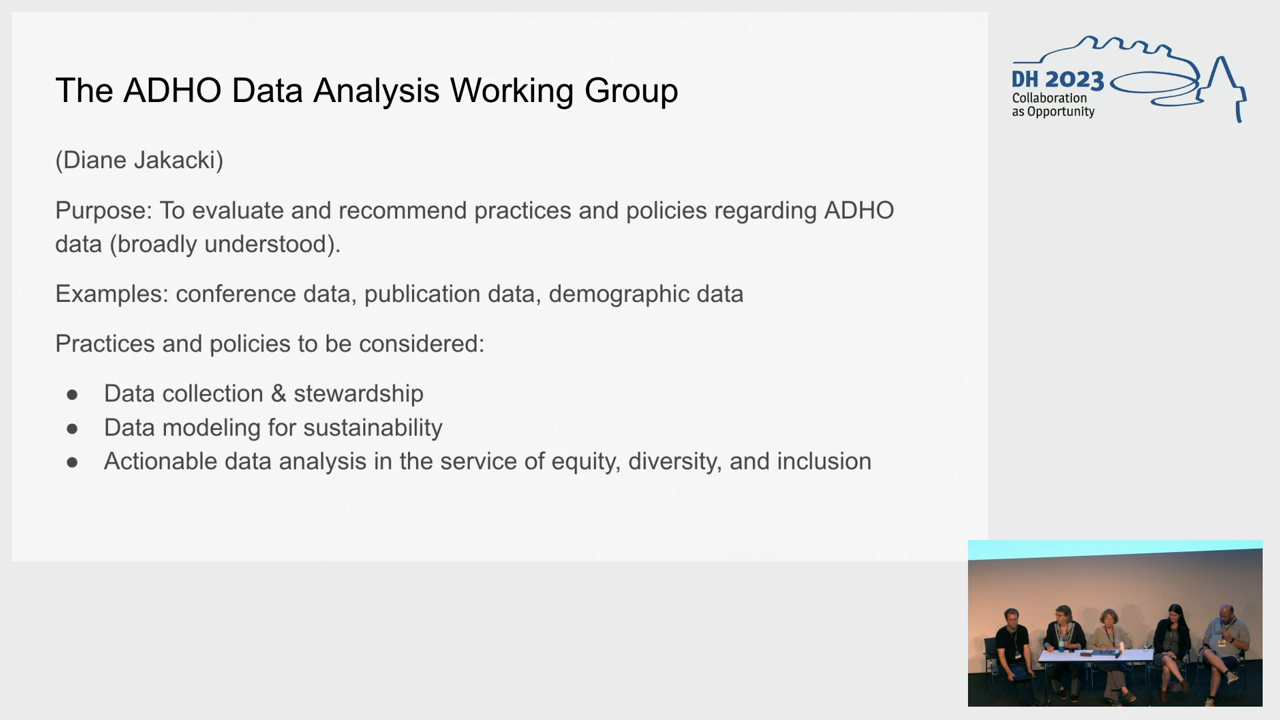 The ADHO Data Analysis Working Group
(Diane Jakacki)
Purpose: To evaluate and recommend practices and policies regarding ADHO
data (broadly understood).
Examples: conference data, publication data, demographic data
Practices and policies to be considered:
● Data collection & stewardship
● Data modeling for sustainability
● Actionable data analysis in the service of equity, diversity, and inclusion
DH 2023
Collaboration
as Opportunity